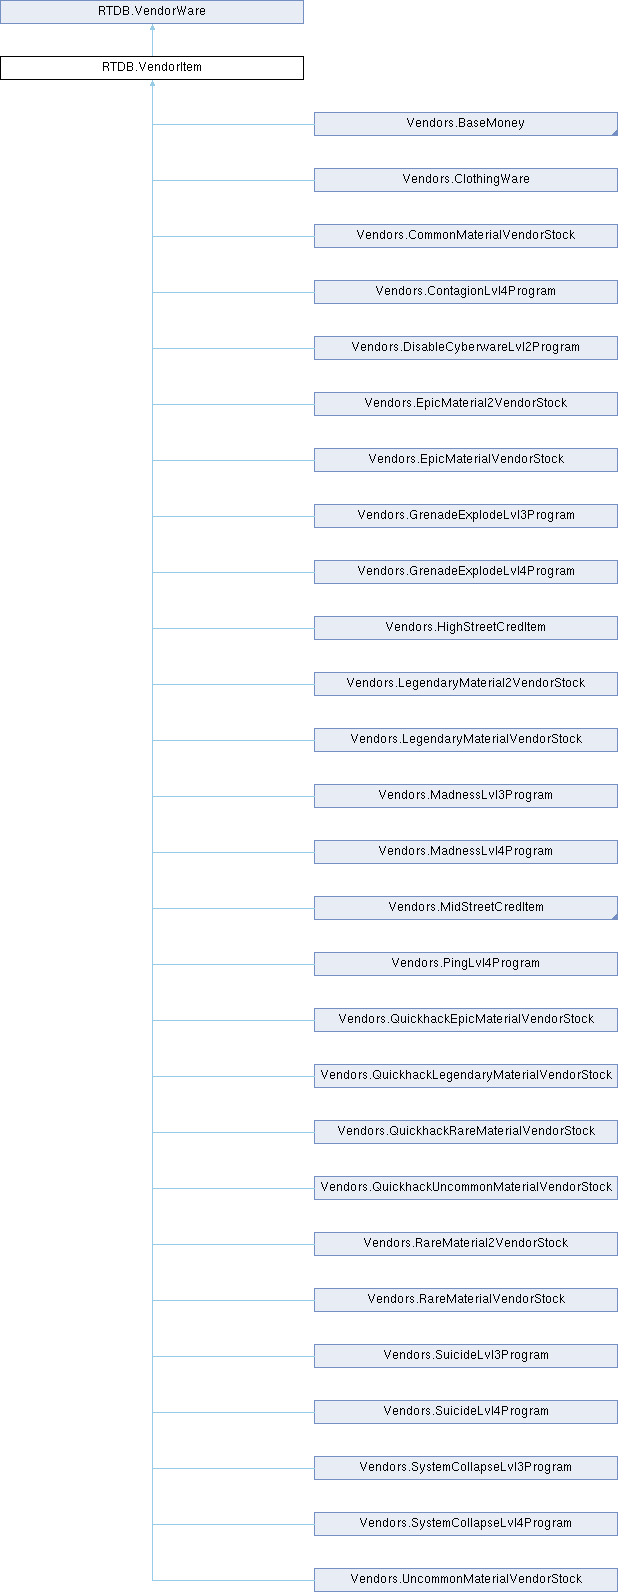 RTDB.VendorWare
RTDB.VendorItem
Vendors.BaseMoney
Vendors.ClothingWare
Vendors.CommonMaterialVendorStock
Vendors.ContagionLvl4Program
Vendors.DisableCyberwareLvl2Program
Vendors.EpicMaterial2VendorStock
Vendors.EpicMaterialVendorStock
Vendors.GrenadeExplodeLvl3Program
Vendors.GrenadeExplodeLvl4Program
Vendors.HighStreetCredItem
Vendors.LegendaryMaterial2VendorStock
Vendors.LegendaryMaterialVendorStock
Vendors.MadnessLvl3Program
Vendors.MadnessLvl4Program
Vendors.MidStreetCredItem
Vendors.PingLvl4Program
Vendors.QuickhackEpicMaterialVendorStock
Vendors.QuickhackLegendaryMaterialVendorStock
Vendors.QuickhackRareMaterialVendorStock
Vendors.QuickhackUncommonMaterialVendorStock
Vendors.RareMaterial2VendorStock
Vendors.RareMaterialVendorStock
Vendors.SuicideLvl3Program
Vendors.SuicideLvl4Program
Vendors.SystemCollapseLvl3Program
Vendors.SystemCollapseLvl4Program
Vendors.UncommonMaterialVendorStock